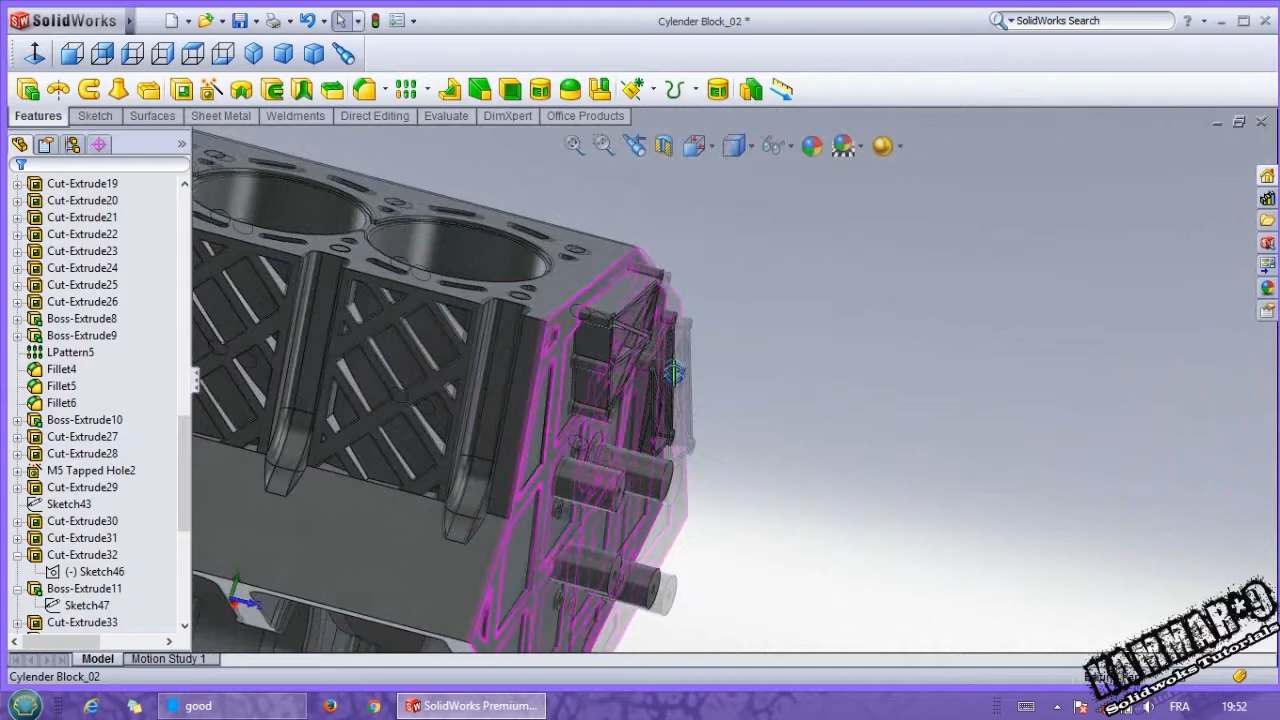 SolidWorks
Cylender Block_02 *
SolidWorks Search
Features Sketch Surfaces Sheet Metal Weldments Direct Editing Evaluate DimXpert Office Products
Cut-Extrude19
Cut-Extrude20
Cut-Extrude21
Cut-Extrude22
Cut-Extrude23
Cut-Extrude24
Cut-Extrude25
Cut-Extrude26
Boss-Extrude8
Boss-Extrude9
LPattern5
Fillet4
Fillet5
Fillet6
Boss-Extrude10
Cut-Extrude27
Cut-Extrude28
M5 Tapped Hole2
Cut-Extrude29
Sketch43
Cut-Extrude30
Cut-Extrude31
Cut-Extrude32
(-) Sketch46
Boss-Extrude11
Sketch47
Cut-Extrude33
Model Motion Study 1
Cylender Block_02
Solidwoks Tutorials
good
SolidWorks Premium...
FRA 19:52